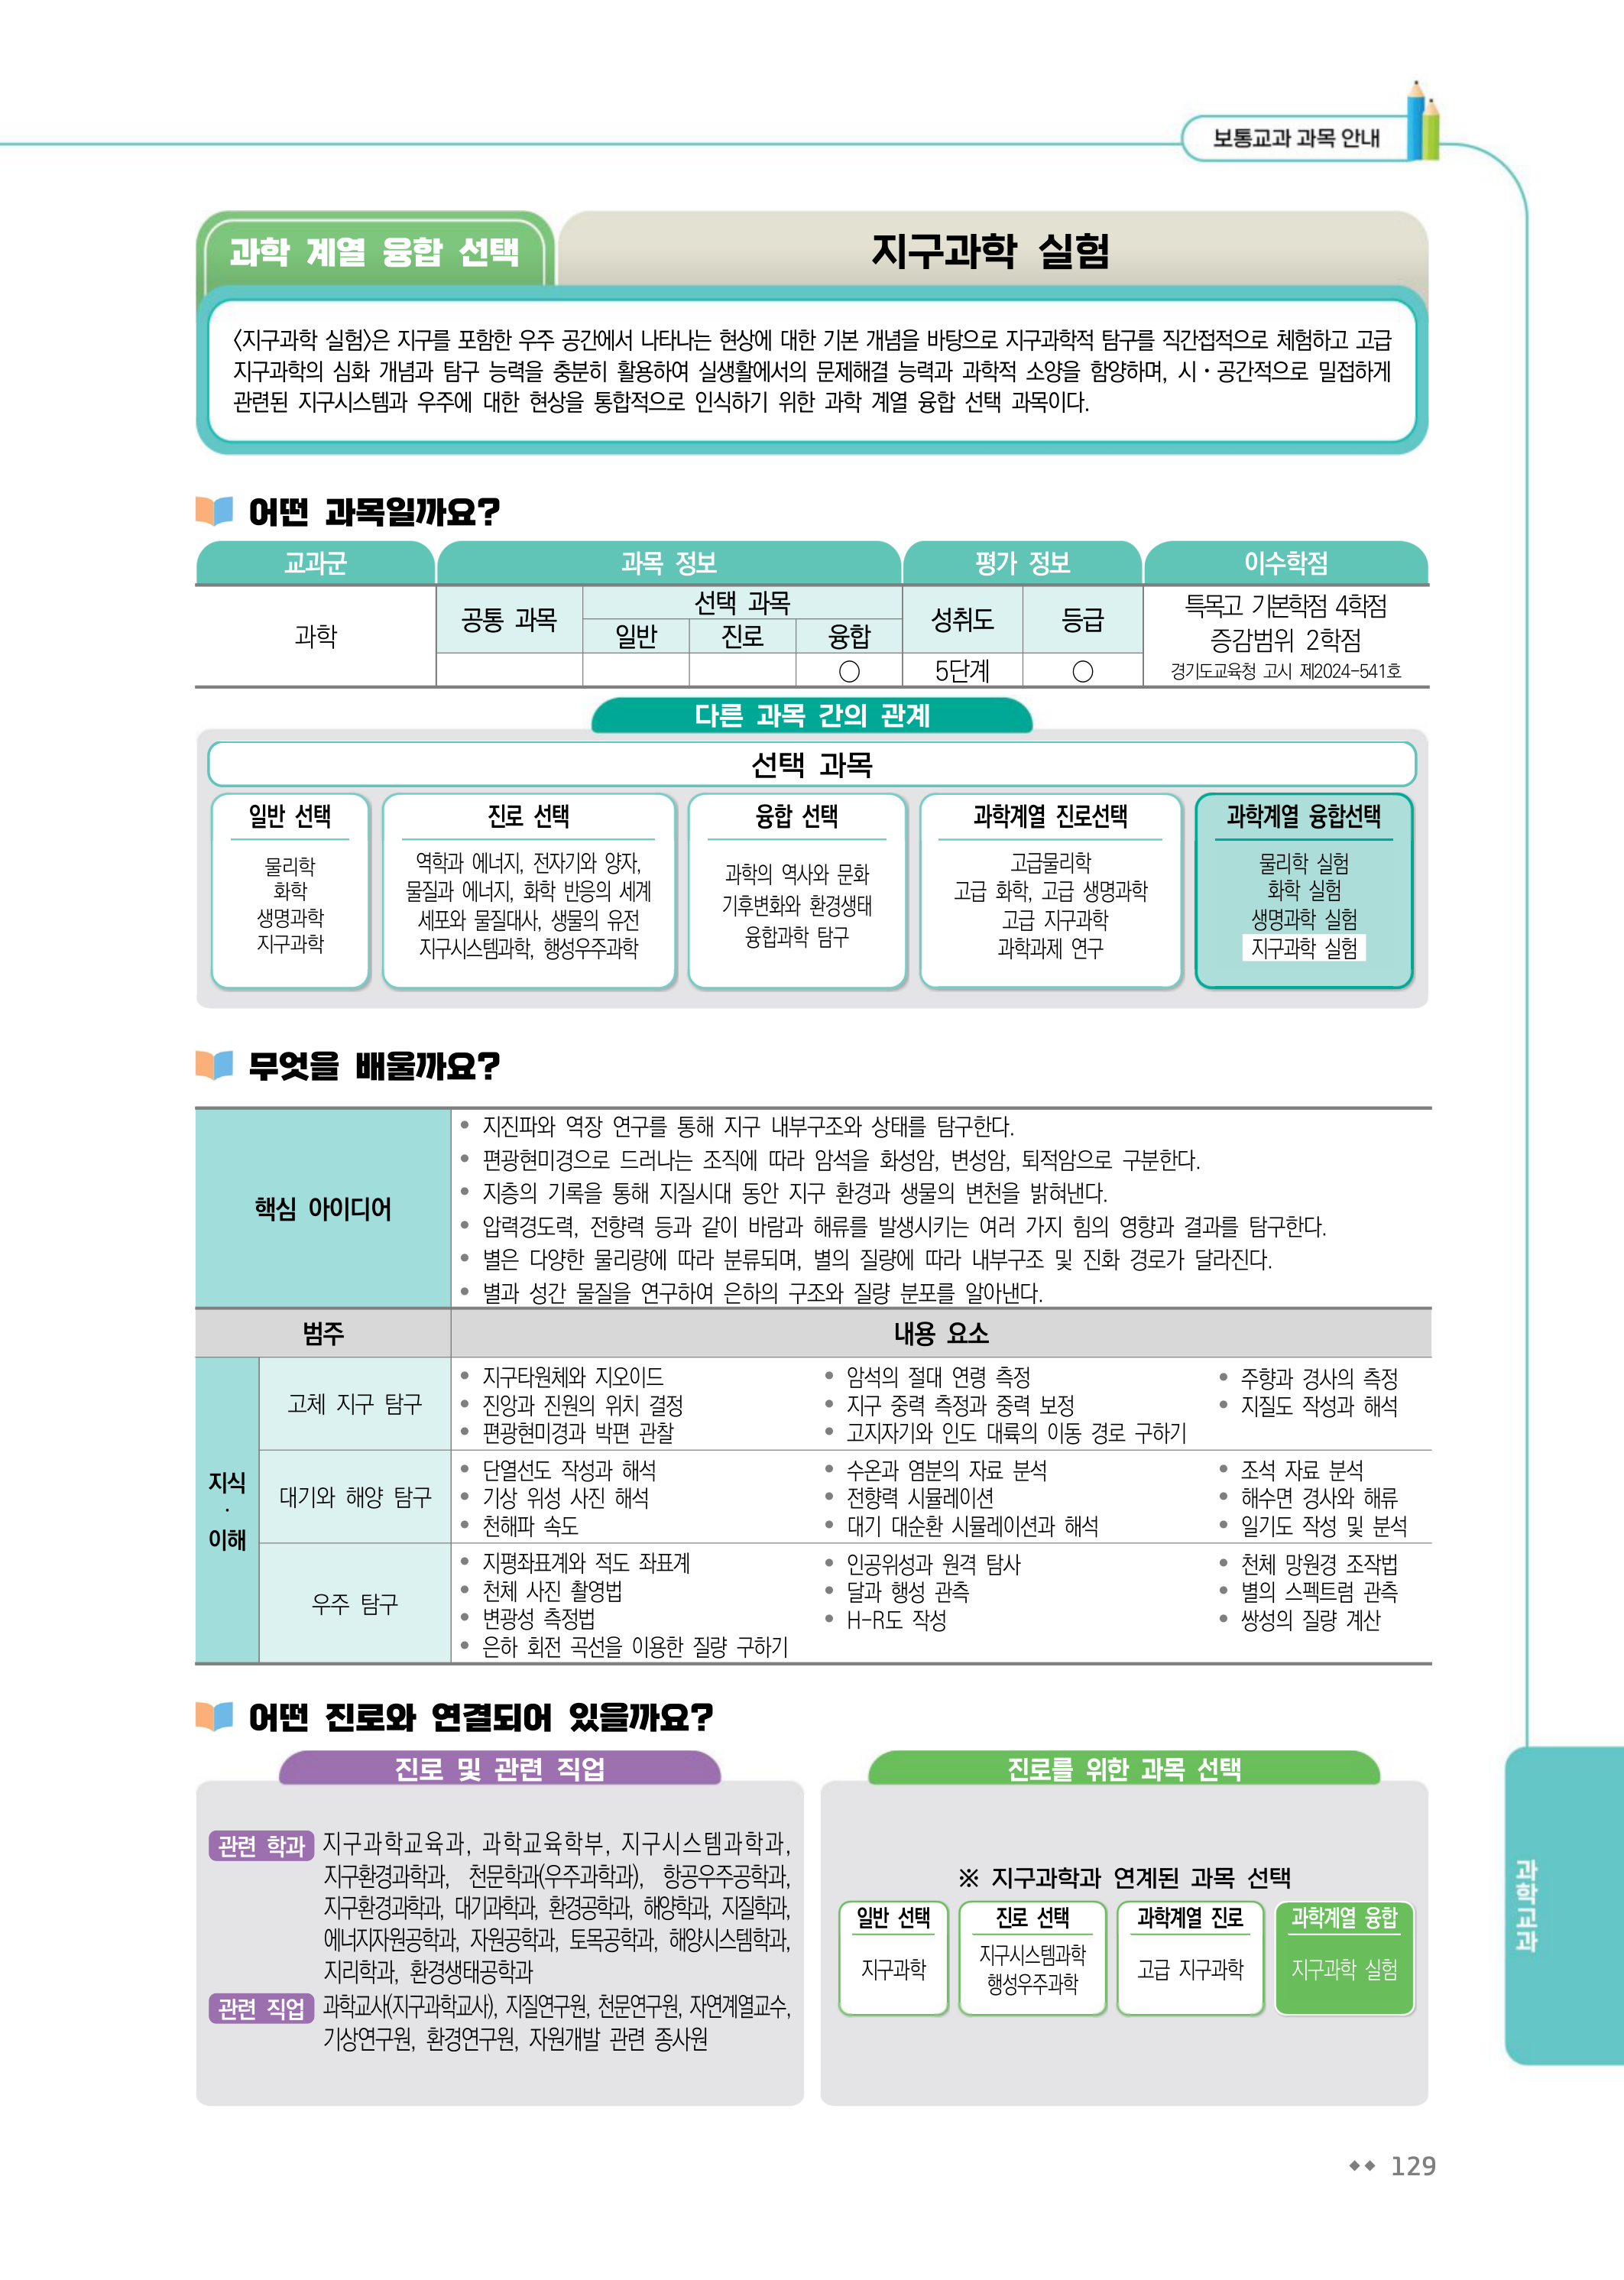 보통교과 과목 안내
과학 계열 융합 선택
지구과학 실험
〈지구과학 실험〉은 지구를 포함한 우주 공간에서 나타나는 현상에 대한 기본 개념을 바탕으로 지구과학적 탐구를 직간접적으로 체험하고 고급
지구과학의 심화 개념과 탐구 능력을 충분히 활용하여 실생활에서의 문제해결 능력과 과학적 소양을 함양하며, 시·공간적으로 밀접하게
관련된 지구시스템과 우주에 대한 현상을 통합적으로 인식하기 위한 과학 계열 융합 선택 과목이다.
어떤 과목일까요?
교과군 과목 정보 평가 정보 이수학점
과학
공통 과목
선택 과목
일반 진로 융합
○
성취도 등급
5단계 ○
특목고 기본학점 4학점
증감범위 2학점
경기도교육청 고시 제2024-541호
다른 과목 간의 관계
선택 과목
일반 선택
물리학
화학
생명과학
지구과학
진로 선택
역학과 에너지, 전자기와 양자,
물질과 에너지, 화학 반응의 세계
세포와 물질대사, 생물의 유전
지구시스템과학, 행성우주과학
융합 선택
과학의 역사와 문화
기후변화와 환경생태
융합과학 탐구
과학계열 진로선택
고급물리학
고급 화학, 고급 생명과학
고급 지구과학
과학과제 연구
과학계열 융합선택
물리학 실험
화학 실험
생명과학 실험
지구과학 실험
무엇을 배울까요?
핵심 아이디어
• 지진파와 역장 연구를 통해 지구 내부구조와 상태를 탐구한다.
• 편광현미경으로 드러나는 조직에 따라 암석을 화성암, 변성암, 퇴적암으로 구분한다.
• 지층의 기록을 통해 지질시대 동안 지구 환경과 생물의 변천을 밝혀낸다.
• 압력경도력, 전향력 등과 같이 바람과 해류를 발생시키는 여러 가지 힘의 영향과 결과를 탐구한다.
• 별은 다양한 물리량에 따라 분류되며, 별의 질량에 따라 내부구조 및 진화 경로가 달라진다.
• 별과 성간 물질을 연구하여 은하의 구조와 질량 분포를 알아낸다.
범주 내용 요소
지식
·
이해
고체 지구 탐구
• 지구타원체와 지오이드
• 진앙과 진원의 위치 결정
• 편광현미경과 박편 관찰
• 암석의 절대 연령 측정
• 지구 중력 측정과 중력 보정
• 고지자기와 인도 대륙의 이동 경로 구하기
• 주향과 경사의 측정
• 지질도 작성과 해석
대기와 해양 탐구
• 단열선도 작성과 해석
• 기상 위성 사진 해석
• 천해파 속도
• 수온과 염분의 자료 분석
• 전향력 시뮬레이션
• 대기 대순환 시뮬레이션과 해석
• 조석 자료 분석
• 해수면 경사와 해류
• 일기도 작성 및 분석
우주 탐구
• 지평좌표계와 적도 좌표계
• 천체 사진 촬영법
• 변광성 측정법
• 은하 회전 곡선을 이용한 질량 구하기
• 인공위성과 원격 탐사
• 달과 행성 관측
• H-R도 작성
• 천체 망원경 조작법
• 별의 스펙트럼 관측
• 쌍성의 질량 계산
어떤 진로와 연결되어 있을까요?
진로 및 관련 직업
관련 학과 지구과학교육과, 과학교육학부, 지구시스템과학과,
지구환경과학과, 천문학과(우주과학과), 항공우주공학과,
지구환경과학과, 대기과학과, 환경공학과, 해양학과, 지질학과,
에너지자원공학과, 자원공학과, 토목공학과, 해양시스템학과,
지리학과, 환경생태공학과
관련 직업 과학교사(지구과학교사), 지질연구원, 천문연구원, 자연계열교수,
기상연구원, 환경연구원, 자원개발 관련 종사원
진로를 위한 과목 선택
※ 지구과학과 연계된 과목 선택
일반 선택
지구과학
진로 선택
지구시스템과학
행성우주과학
과학계열 진로
고급 지구과학
과학계열 융합
지구과학 실험
과학교과
129